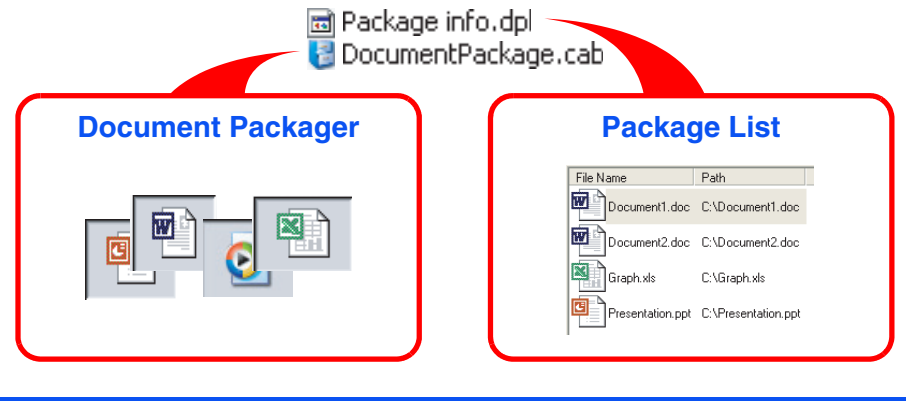 Package info.dpl
DocumentPackage.cab
Document Packager
Package List
File Name Path
Document1.doc C:\Document1.doc
Document2.doc C:\Document2.doc
Graph.xls C:\Graph.xls
Presentation.ppt C:\Presentation.ppt